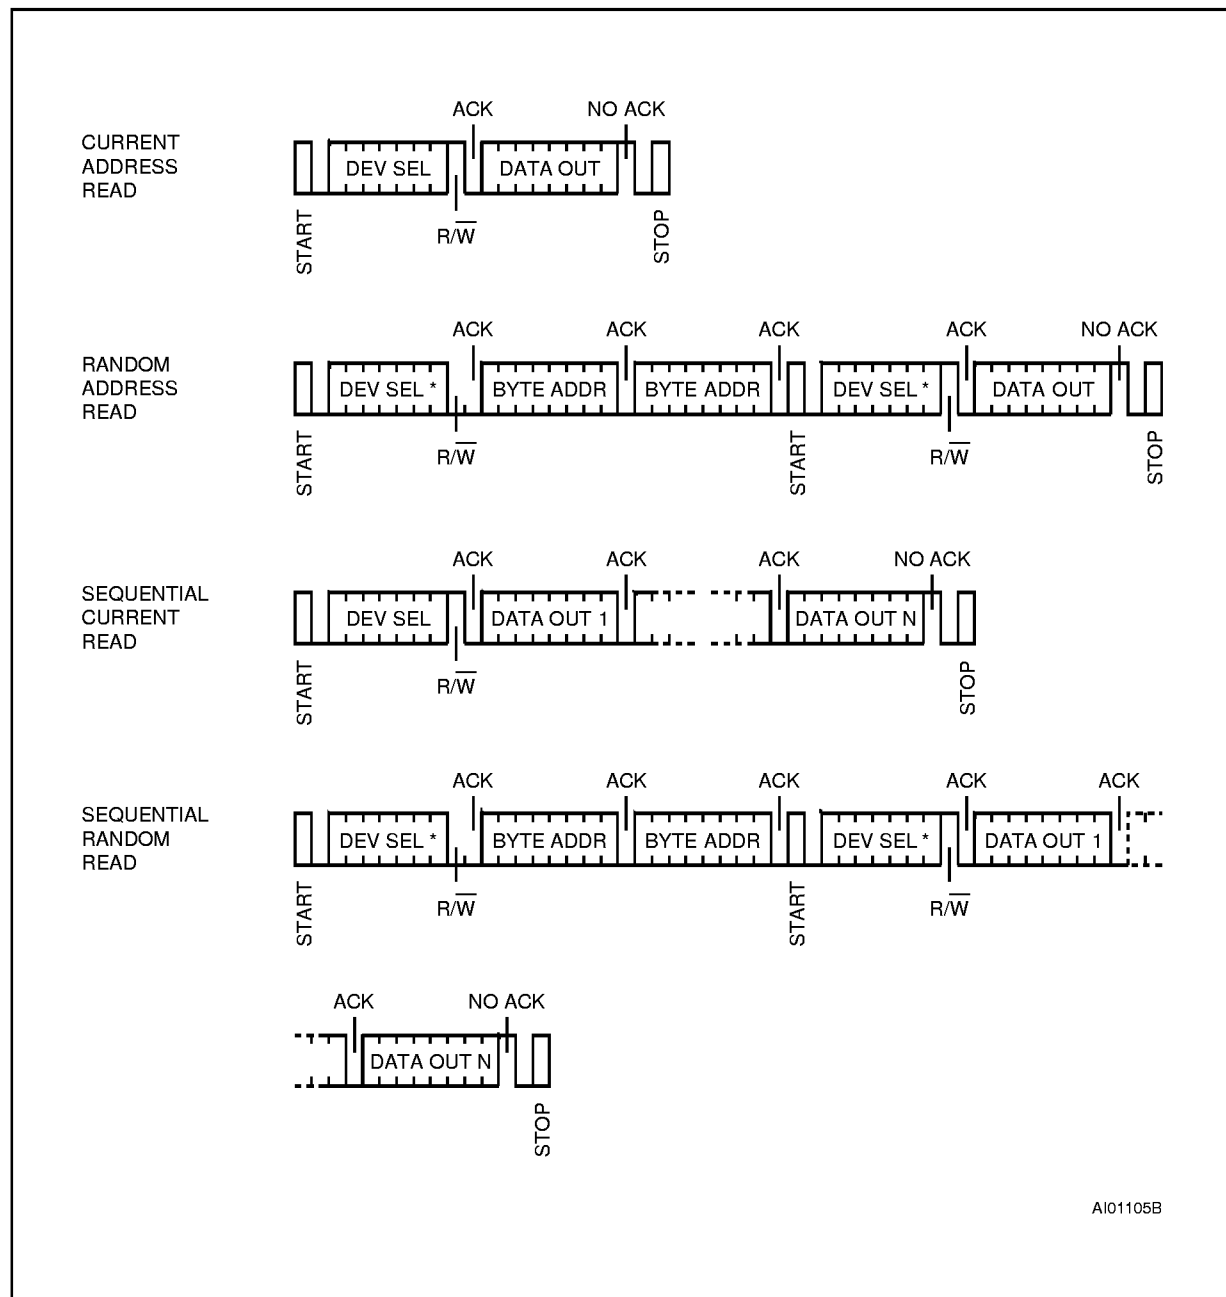 ACK NO ACK
CURRENT
ADDRESS
READ
DEV SEL DATA OUT
R/W̅
START STOP
ACK ACK ACK ACK NO ACK
RANDOM
ADDRESS
READ
DEV SEL * BYTE ADDR BYTE ADDR DEV SEL * DATA OUT
R/W̅ R/W̅
START START STOP
ACK ACK ACK NO ACK
SEQUENTIAL
CURRENT
READ
DEV SEL DATA OUT 1 DATA OUT N
R/W̅
START STOP
ACK ACK ACK ACK ACK
SEQUENTIAL
RANDOM
READ
DEV SEL * BYTE ADDR BYTE ADDR DEV SEL * DATA OUT 1
R/W̅ R/W̅
START START
ACK NO ACK
DATA OUT N
STOP
AI01105B